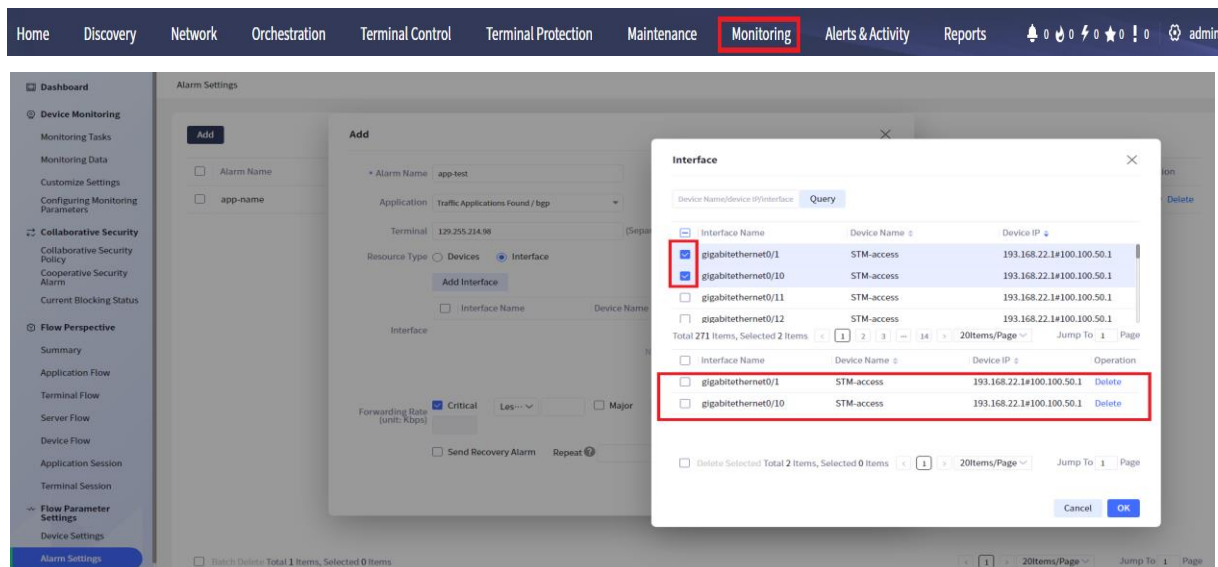 Home Discovery Network Orchestration Terminal Control Terminal Protection Maintenance Monitoring Alerts & Activity Reports 0 0 0 0 0 admin
Dashboard
Device Monitoring
Monitoring Tasks
Monitoring Data
Customize Settings
Configuring Monitoring
Parameters
Collaborative Security
Collaborative Security
Policy
Cooperative Security
Alarm
Current Blocking Status
Flow Perspective
Summary
Application Flow
Terminal Flow
Server Flow
Device Flow
Application Session
Terminal Session
Flow Parameter
Settings
Device Settings
Alarm Settings
Alarm Settings
Add
Alarm Name
app-name
ion
Delete
Batch Delete Total 1 Items, Selected 0 Items < 1 > 20Items/Page Jump To 1 Page
Add
* Alarm Name app-test
Application Traffic Applications Found / bgp
Terminal 129.255.214.98 (Separ
Resource Type Devices Interface
Add Interface
Interface Name Device Name
Interface
N
Forwarding Rate
(unit: Kbps)
Critical Les··· Major
Send Recovery Alarm Repeat
Interface
Device Name/device IP/interface Query
Interface Name Device Name Device IP
gigabitethernet0/1 STM-access 193.168.22.1#100.100.50.1
gigabitethernet0/10 STM-access 193.168.22.1#100.100.50.1
gigabitethernet0/11 STM-access 193.168.22.1#100.100.50.1
gigabitethernet0/12 STM-access 193.168.22.1#100.100.50.1
Total 271 Items, Selected 2 Items < 1 2 3 ··· 14 > 20Items/Page Jump To 1 Page
Interface Name Device Name Device IP Operation
gigabitethernet0/1 STM-access 193.168.22.1#100.100.50.1 Delete
gigabitethernet0/10 STM-access 193.168.22.1#100.100.50.1 Delete
Delete Selected Total 2 Items, Selected 0 Items < 1 > 20Items/Page Jump To 1 Page
Cancel OK